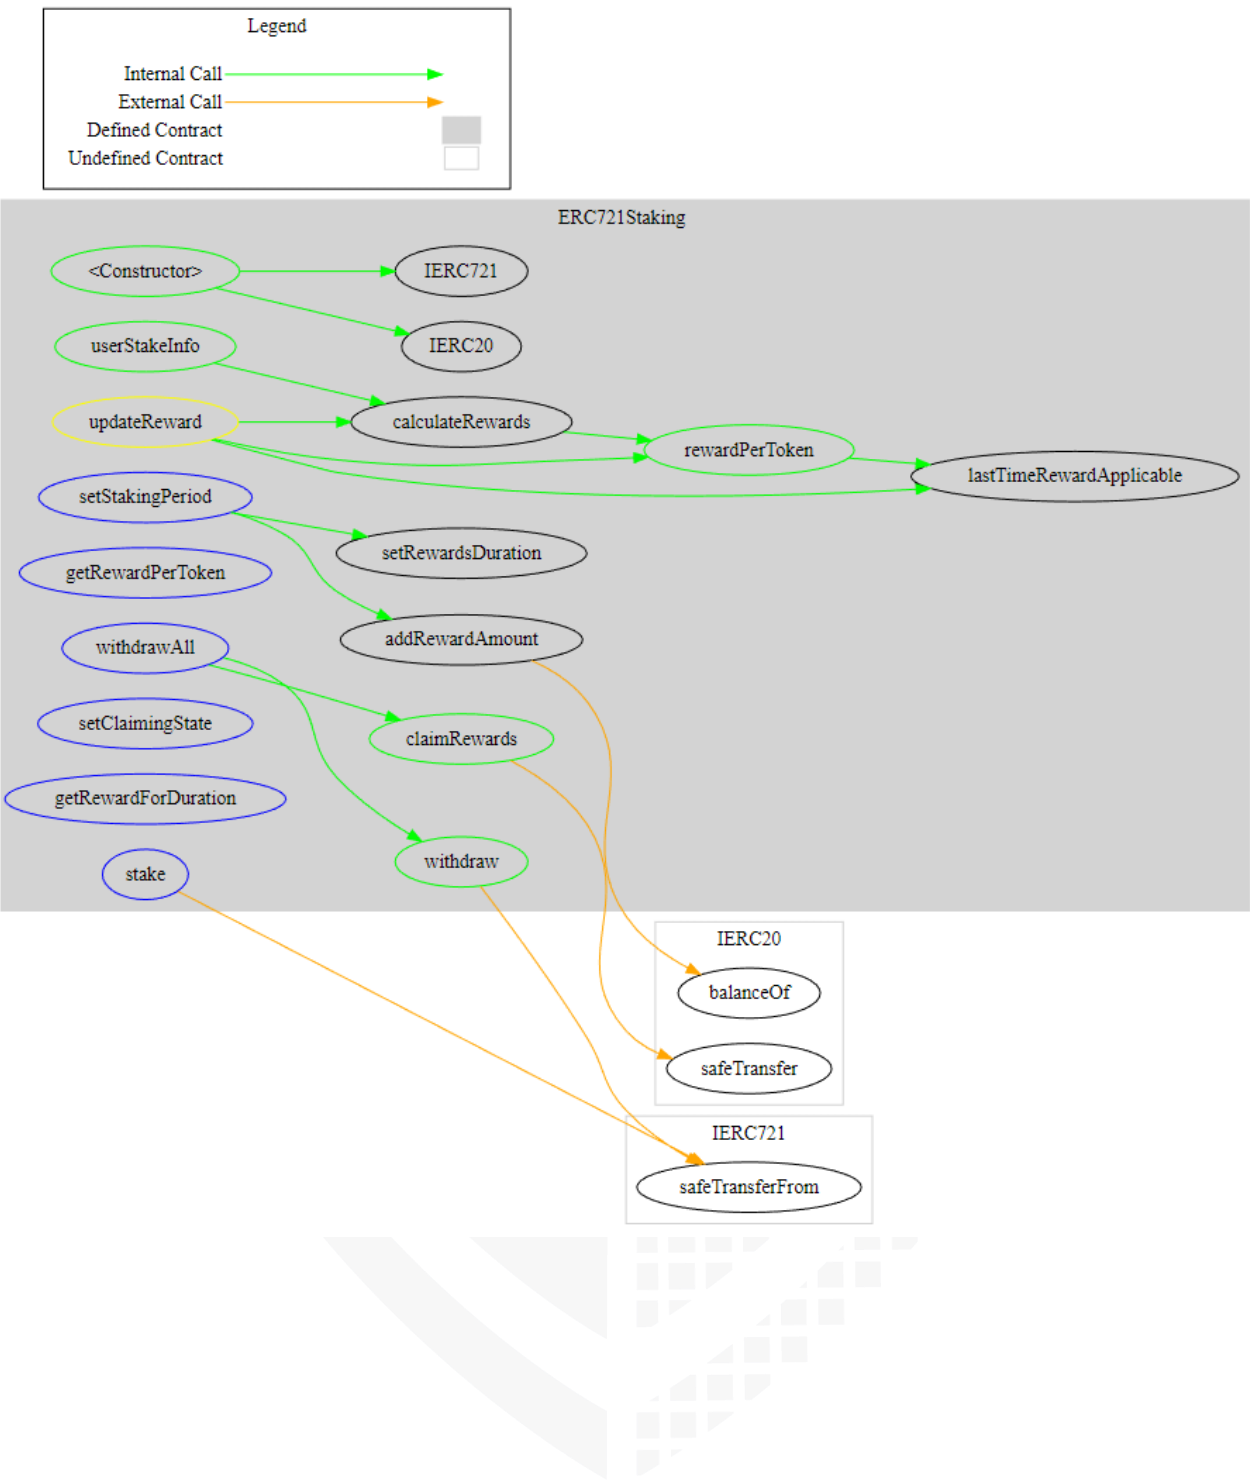 Legend
Internal Call
External Call
Defined Contract
Undefined Contract
ERC721Staking
<Constructor>
IERC721
userStakeInfo
IERC20
updateReward
calculateRewards
rewardPerToken
lastTimeRewardApplicable
setStakingPeriod
setRewardsDuration
getRewardPerToken
addRewardAmount
withdrawAll
setClaimingState
claimRewards
getRewardForDuration
withdraw
stake
IERC20
balanceOf
safeTransfer
IERC721
safeTransferFrom